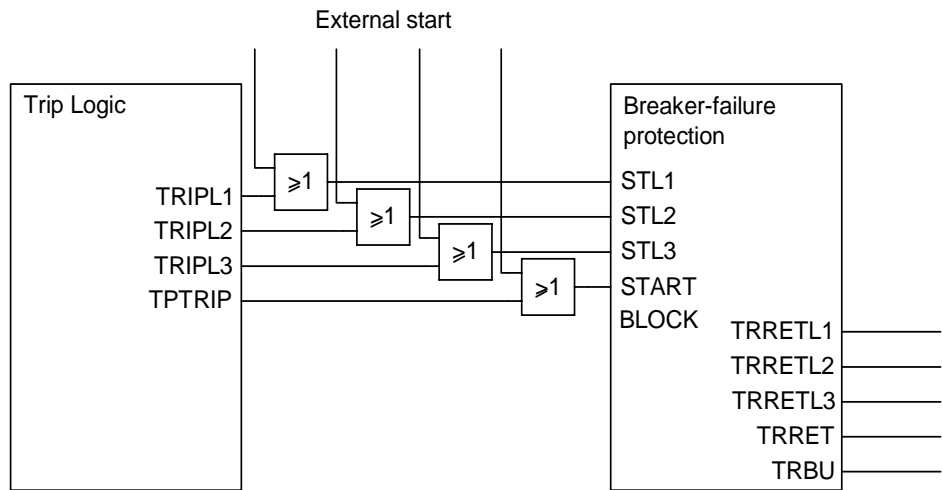 External start
Trip Logic
Breaker-failure
protection
TRIPL1
TRIPL2
TRIPL3
TPTRIP
⩾1
⩾1
⩾1
⩾1
STL1
STL2
STL3
START
BLOCK
TRRETL1
TRRETL2
TRRETL3
TRRET
TRBU